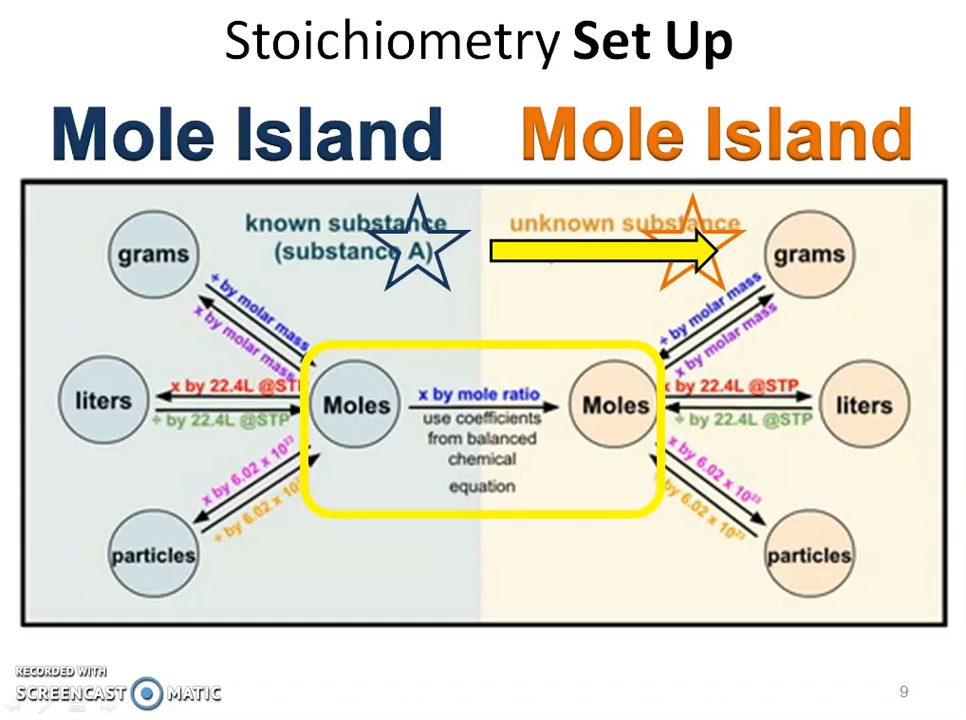 Stoichiometry Set Up
Mole Island
Mole Island
known substance
(substance A)
unknown substance
grams
grams
÷ by molar mass
x by molar mass
÷ by molar mass
x by molar mass
liters
x by 22.4L @STP
÷ by 22.4L @STP
Moles
x by mole ratio
use coefficients
from balanced
chemical
equation
Moles
x by 22.4L @STP
÷ by 22.4L @STP
liters
x by 6.02 x 10²³
÷ by 6.02 x 10
x by 6.02 x 10²³
by 6.02 x 10²³
particles
particles
RECORDED WITH
SCREENCAST MATIC
9